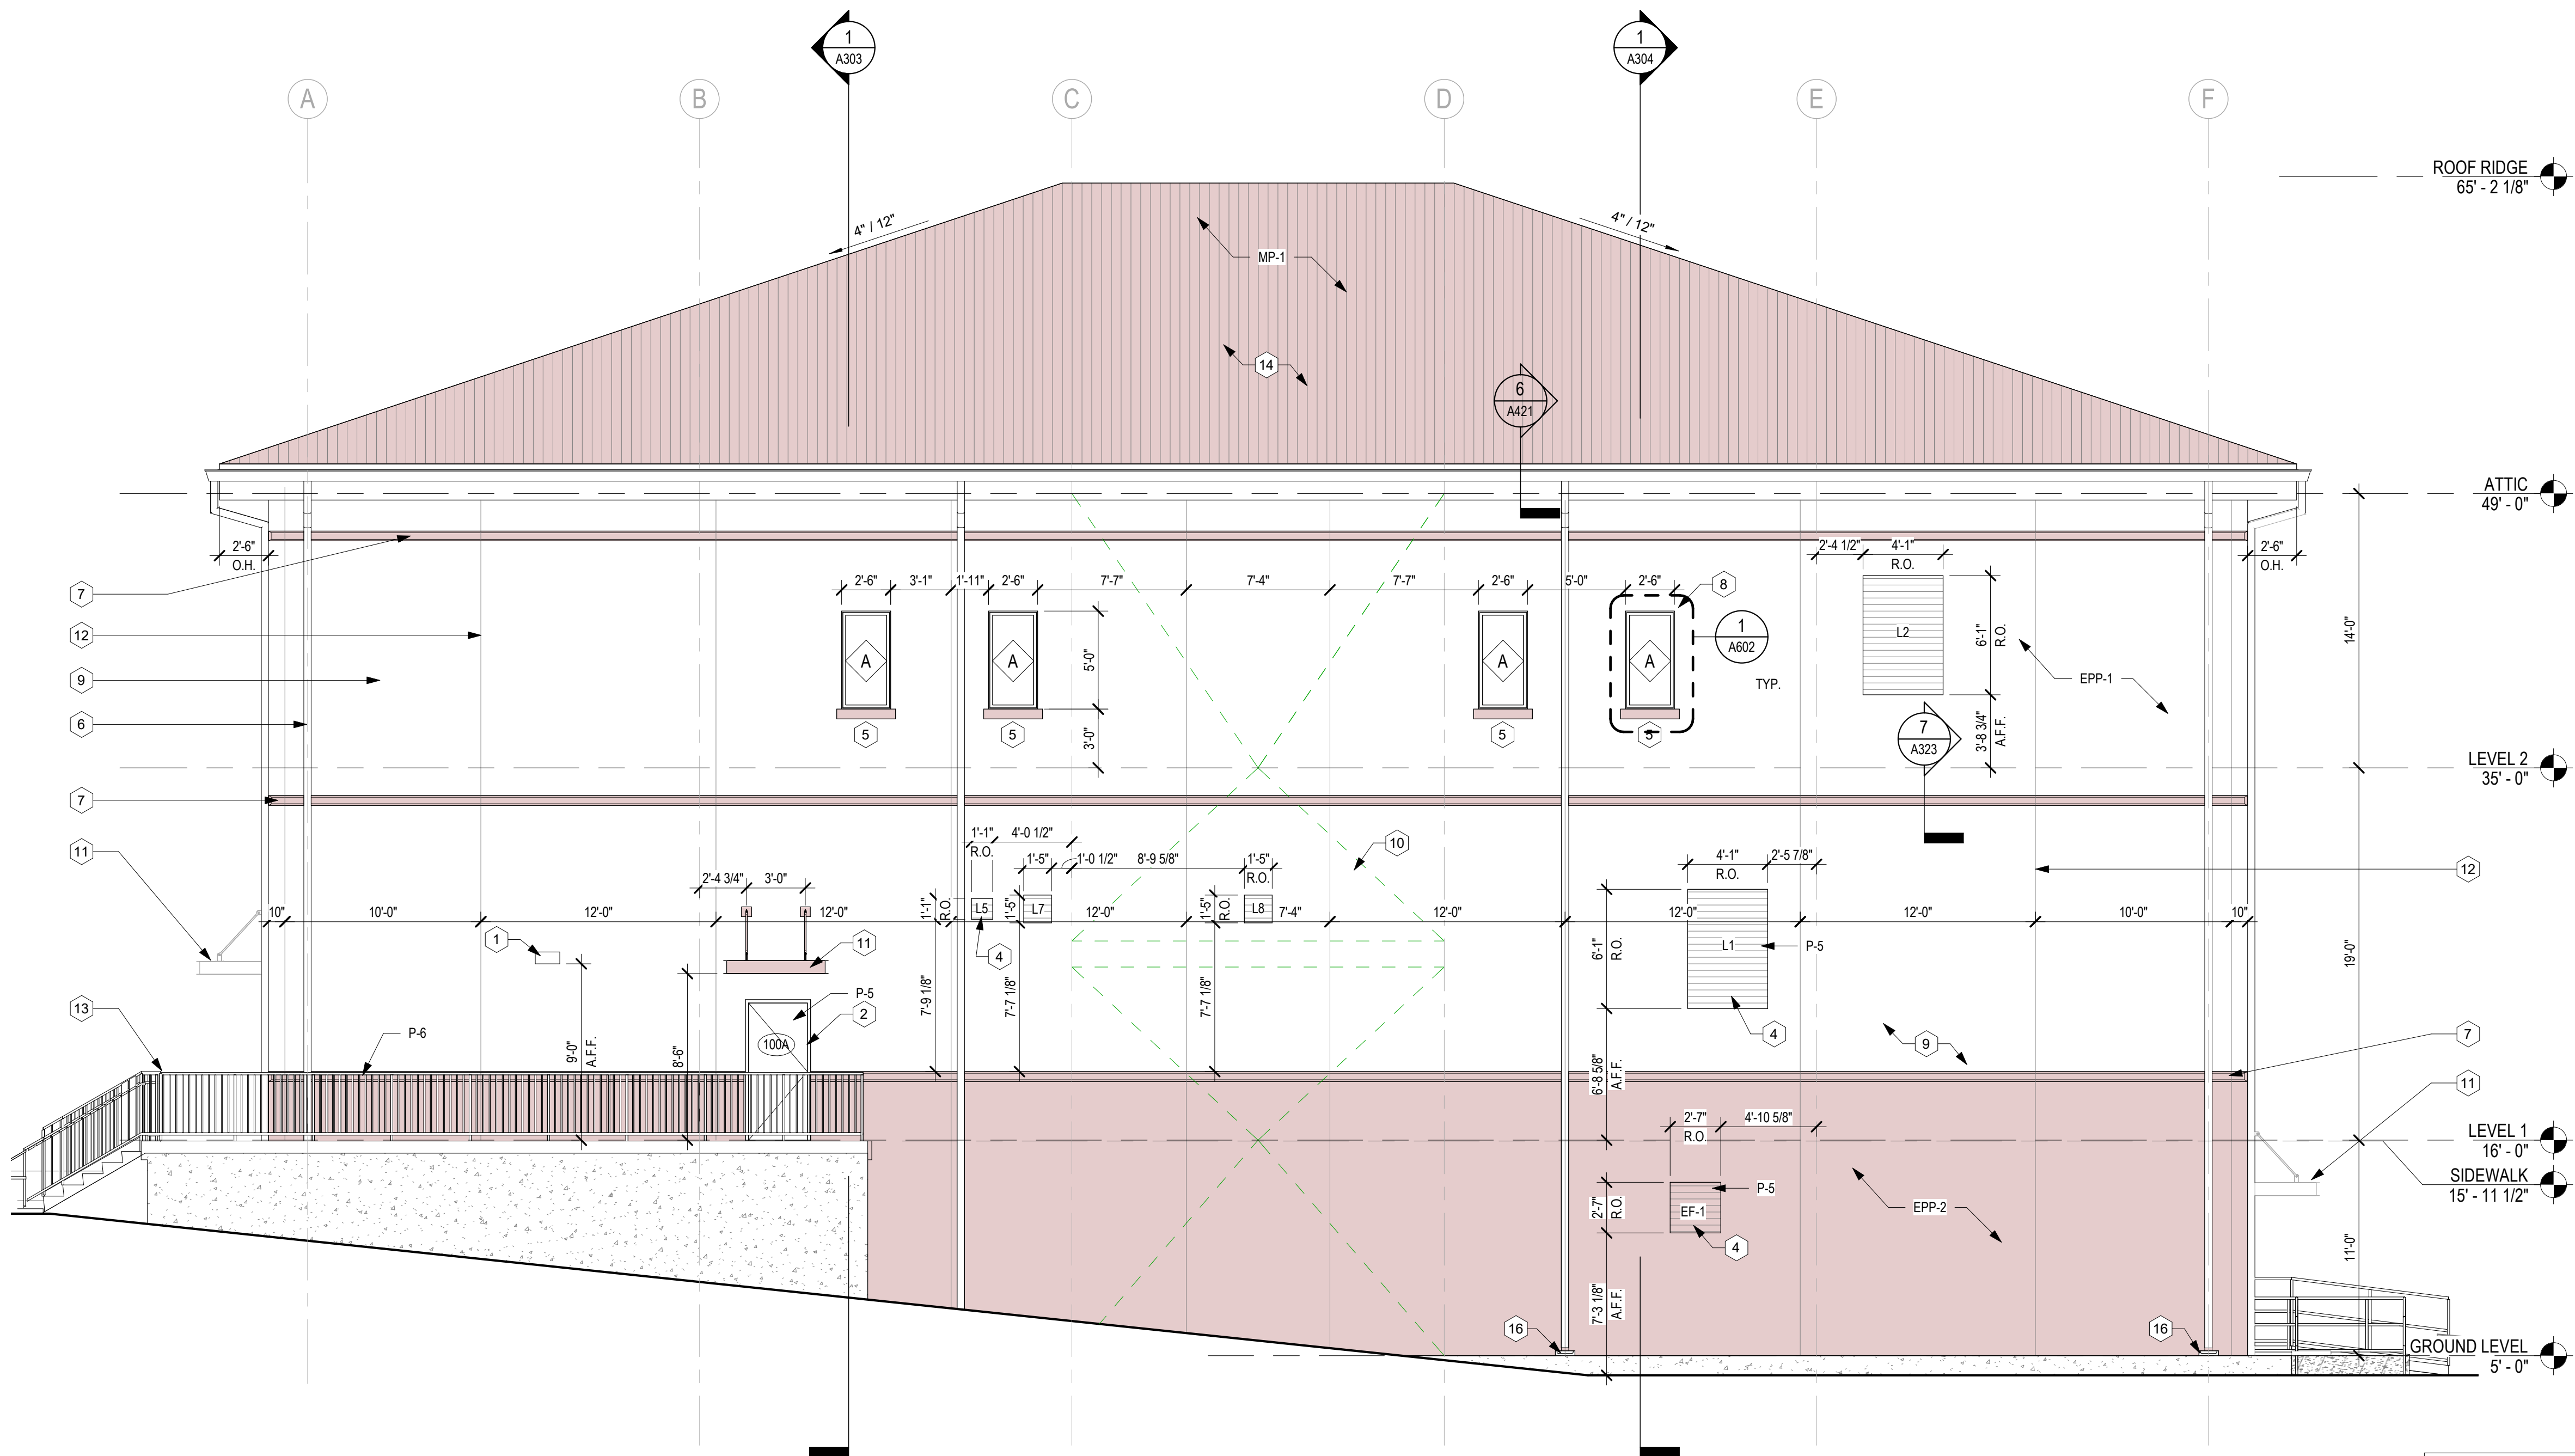 1
A303
1
A304
A
B
C
D
E
F
ROOF RIDGE
65' - 2 1/8"
4" / 12"
4" / 12"
MP-1
14
6
A421
ATTIC
49' - 0"
2'-6"
O.H.
2'-4 1/2"
4'-1"
R.O.
2'-6"
O.H.
7
2'-6"
3'-1"
1'-11"
2'-6"
7'-7"
7'-4"
7'-7"
2'-6"
5'-0"
2'-6"
8
12
1
A602
L2
6'-1"
R.O.
14'-0"
A
A
5'-0"
A
A
9
TYP.
EPP-1
6
5
5
3'-0"
5
5
7
A323
3'-8 3/4"
A.F.F.
LEVEL 2
35' - 0"
7
11
1'-1"
R.O.
4'-0 1/2"
1'-5"
1'-0 1/2"
8'-9 5/8"
1'-5"
R.O.
10
4'-1"
R.O.
2'-5 7/8"
12
2'-4 3/4"
3'-0"
10"
10'-0"
12'-0"
12'-0"
1'-1"
R.O.
L5
1'-5"
L7
12'-0"
1'-5"
R.O.
L8
7'-4"
12'-0"
12'-0"
12'-0"
10'-0"
10"
1
11
4
6'-1"
R.O.
L1
P-5
19'-0"
13
P-6
P-5
2
100A
9'-0"
A.F.F.
8'-6"
7'-9 1/8"
7'-7 1/8"
7'-7 1/8"
4
9
7
6'-8 5/8"
A.F.F.
11
2'-7"
R.O.
4'-10 5/8"
LEVEL 1
16' - 0"
SIDEWALK
15' - 11 1/2"
2'-7"
R.O.
P-5
EF-1
EPP-2
4
11'-0"
7'-3 1/8"
A.F.F.
16
16
GROUND LEVEL
5' - 0"